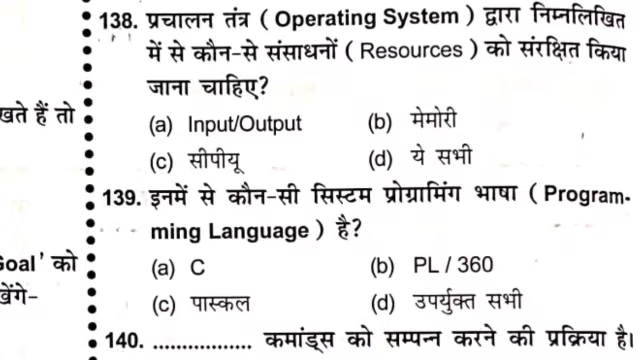 138. प्रचालन तंत्र ( Operating System ) द्वारा निम्नलिखित
में से कौन-से संसाधनों ( Resources ) को संरक्षित किया
जाना चाहिए?
(a) Input/Output (b) मेमोरी
(c) सीपीयू (d) ये सभी
139. इनमें से कौन-सी सिस्टम प्रोग्रामिंग भाषा ( Program-
ming Language ) है?
(a) C (b) PL / 360
(c) पास्कल (d) उपर्युक्त सभी
140. .................. कमांड्स को सम्पन्न करने की प्रक्रिया है।
खते हैं तो
Goal' को
खेंगे-